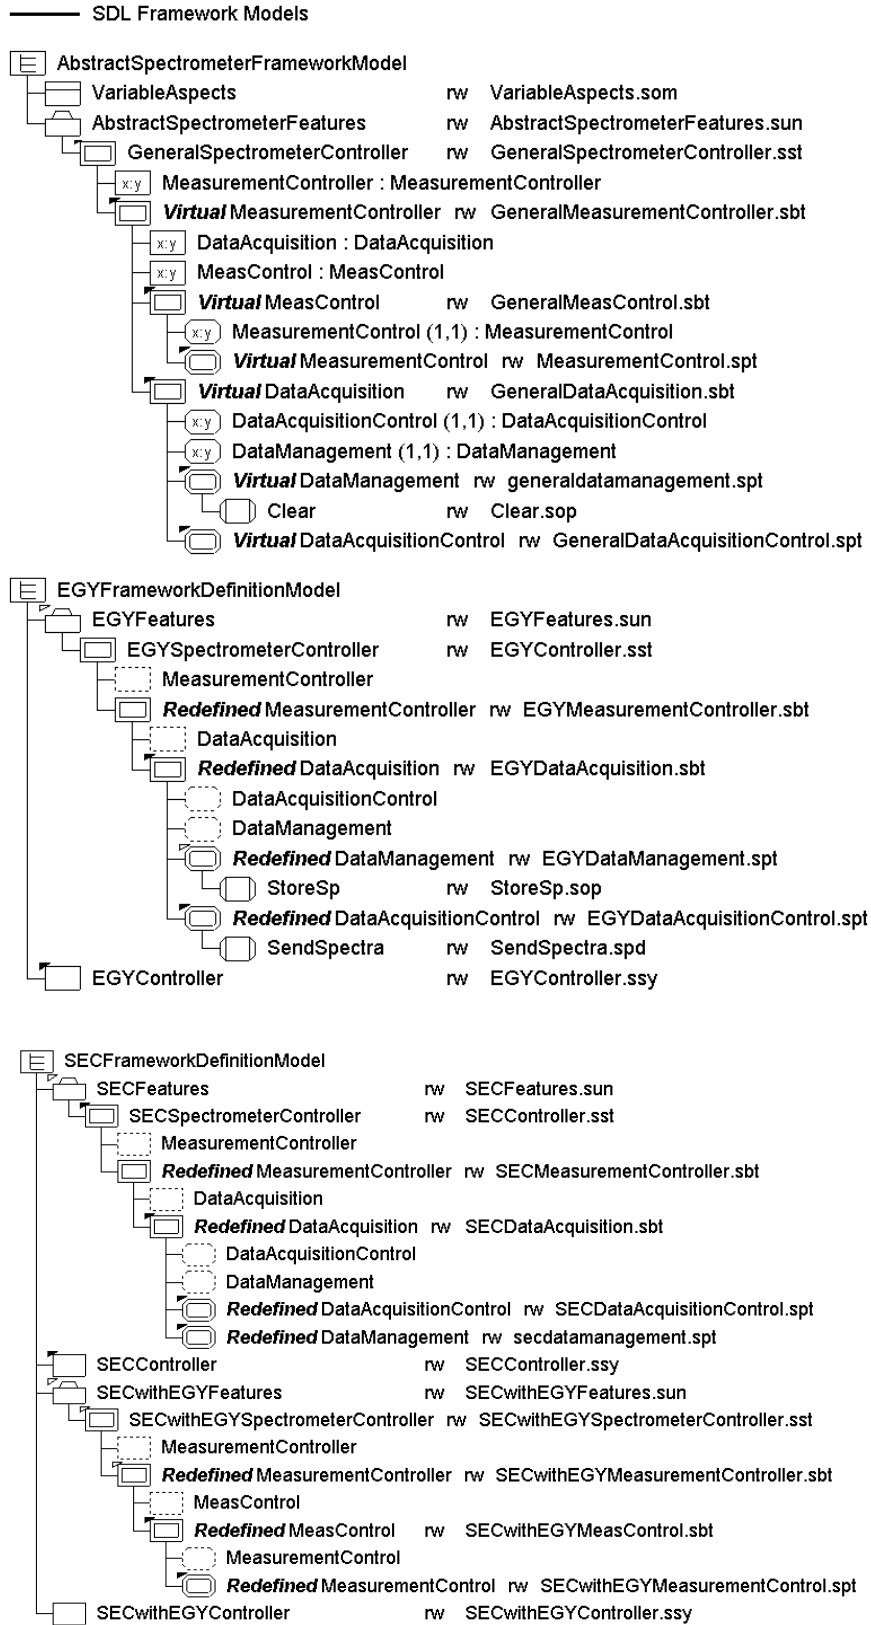 SDL Framework Models
AbstractSpectrometerFrameworkModel
VariableAspects rw VariableAspects.som
AbstractSpectrometerFeatures rw AbstractSpectrometerFeatures.sun
GeneralSpectrometerController rw GeneralSpectrometerController.sst
x:y MeasurementController : MeasurementController
Virtual MeasurementController rw GeneralMeasurementController.sbt
x:y DataAcquisition : DataAcquisition
x:y MeasControl : MeasControl
Virtual MeasControl rw GeneralMeasControl.sbt
x:y MeasurementControl (1,1) : MeasurementControl
Virtual MeasurementControl rw MeasurementControl.spt
Virtual DataAcquisition rw GeneralDataAcquisition.sbt
x:y DataAcquisitionControl (1,1) : DataAcquisitionControl
x:y DataManagement (1,1) : DataManagement
Virtual DataManagement rw generaldatamanagement.spt
Clear rw Clear.sop
Virtual DataAcquisitionControl rw GeneralDataAcquisitionControl.spt
EGYFrameworkDefinitionModel
EGYFeatures rw EGYFeatures.sun
EGYSpectrometerController rw EGYController.sst
MeasurementController
Redefined MeasurementController rw EGYMeasurementController.sbt
DataAcquisition
Redefined DataAcquisition rw EGYDataAcquisition.sbt
DataAcquisitionControl
DataManagement
Redefined DataManagement rw EGYDataManagement.spt
StoreSp rw StoreSp.sop
Redefined DataAcquisitionControl rw EGYDataAcquisitionControl.spt
SendSpectra rw SendSpectra.spd
EGYController rw EGYController.ssy
SECFrameworkDefinitionModel
SECFeatures rw SECFeatures.sun
SECSpectrometerController rw SECController.sst
MeasurementController
Redefined MeasurementController rw SECMeasurementController.sbt
DataAcquisition
Redefined DataAcquisition rw SECDataAcquisition.sbt
DataAcquisitionControl
DataManagement
Redefined DataAcquisitionControl rw SECDataAcquisitionControl.spt
Redefined DataManagement rw secdatamanagement.spt
SECController rw SECController.ssy
SECwithEGYFeatures rw SECwithEGYFeatures.sun
SECwithEGYSpectrometerController rw SECwithEGYSpectrometerController.sst
MeasurementController
Redefined MeasurementController rw SECwithEGYMeasurementController.sbt
MeasControl
Redefined MeasControl rw SECwithEGYMeasControl.sbt
MeasurementControl
Redefined MeasurementControl rw SECwithEGYMeasurementControl.spt
SECwithEGYController rw SECwithEGYController.ssy